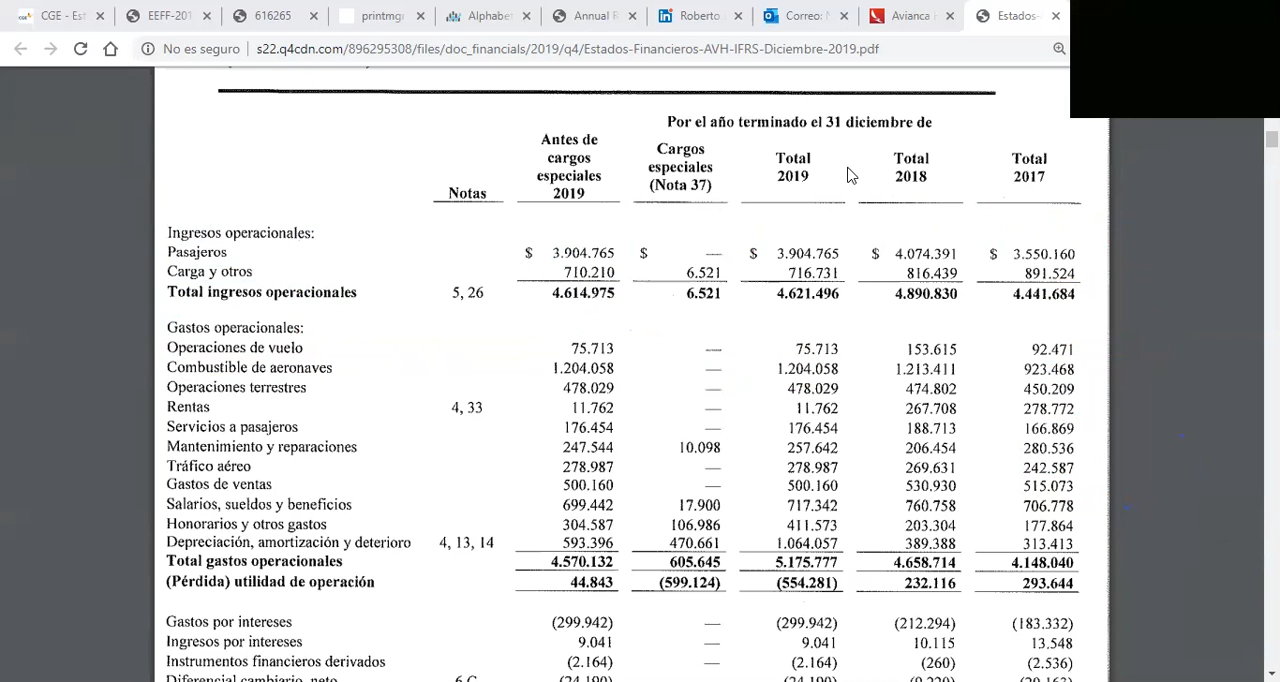 CGE - Est
EEFF-201
616265
printmgr
Alphabet
Annual R
Roberto
Correo: N
Avianca
Estados-
No es seguro | s22.q4cdn.com/896295308/files/doc_financials/2019/q4/Estados-Financieros-AVH-IFRS-Diciembre-2019.pdf
Por el año terminado el 31 diciembre de
Notas Antes de cargos especiales 2019 Cargos especiales (Nota 37) Total 2019 Total 2018 Total 2017
Ingresos operacionales:
Pasajeros $ 3.904.765 $ — $ 3.904.765 $ 4.074.391 $ 3.550.160
Carga y otros 710.210 6.521 716.731 816.439 891.524
Total ingresos operacionales 5, 26 4.614.975 6.521 4.621.496 4.890.830 4.441.684
Gastos operacionales:
Operaciones de vuelo 75.713 — 75.713 153.615 92.471
Combustible de aeronaves 1.204.058 — 1.204.058 1.213.411 923.468
Operaciones terrestres 478.029 — 478.029 474.802 450.209
Rentas 4, 33 11.762 — 11.762 267.708 278.772
Servicios a pasajeros 176.454 — 176.454 188.713 166.869
Mantenimiento y reparaciones 247.544 10.098 257.642 206.454 280.536
Tráfico aéreo 278.987 — 278.987 269.631 242.587
Gastos de ventas 500.160 — 500.160 530.930 515.073
Salarios, sueldos y beneficios 699.442 17.900 717.342 760.758 706.778
Honorarios y otros gastos 304.587 106.986 411.573 203.304 177.864
Depreciación, amortización y deterioro 4, 13, 14 593.396 470.661 1.064.057 389.388 313.413
Total gastos operacionales 4.570.132 605.645 5.175.777 4.658.714 4.148.040
(Pérdida) utilidad de operación 44.843 (599.124) (554.281) 232.116 293.644
Gastos por intereses (299.942) — (299.942) (212.294) (183.332)
Ingresos por intereses 9.041 — 9.041 10.115 13.548
Instrumentos financieros derivados (2.164) — (2.164) (260) (2.536)
Diferencial cambiario, neto